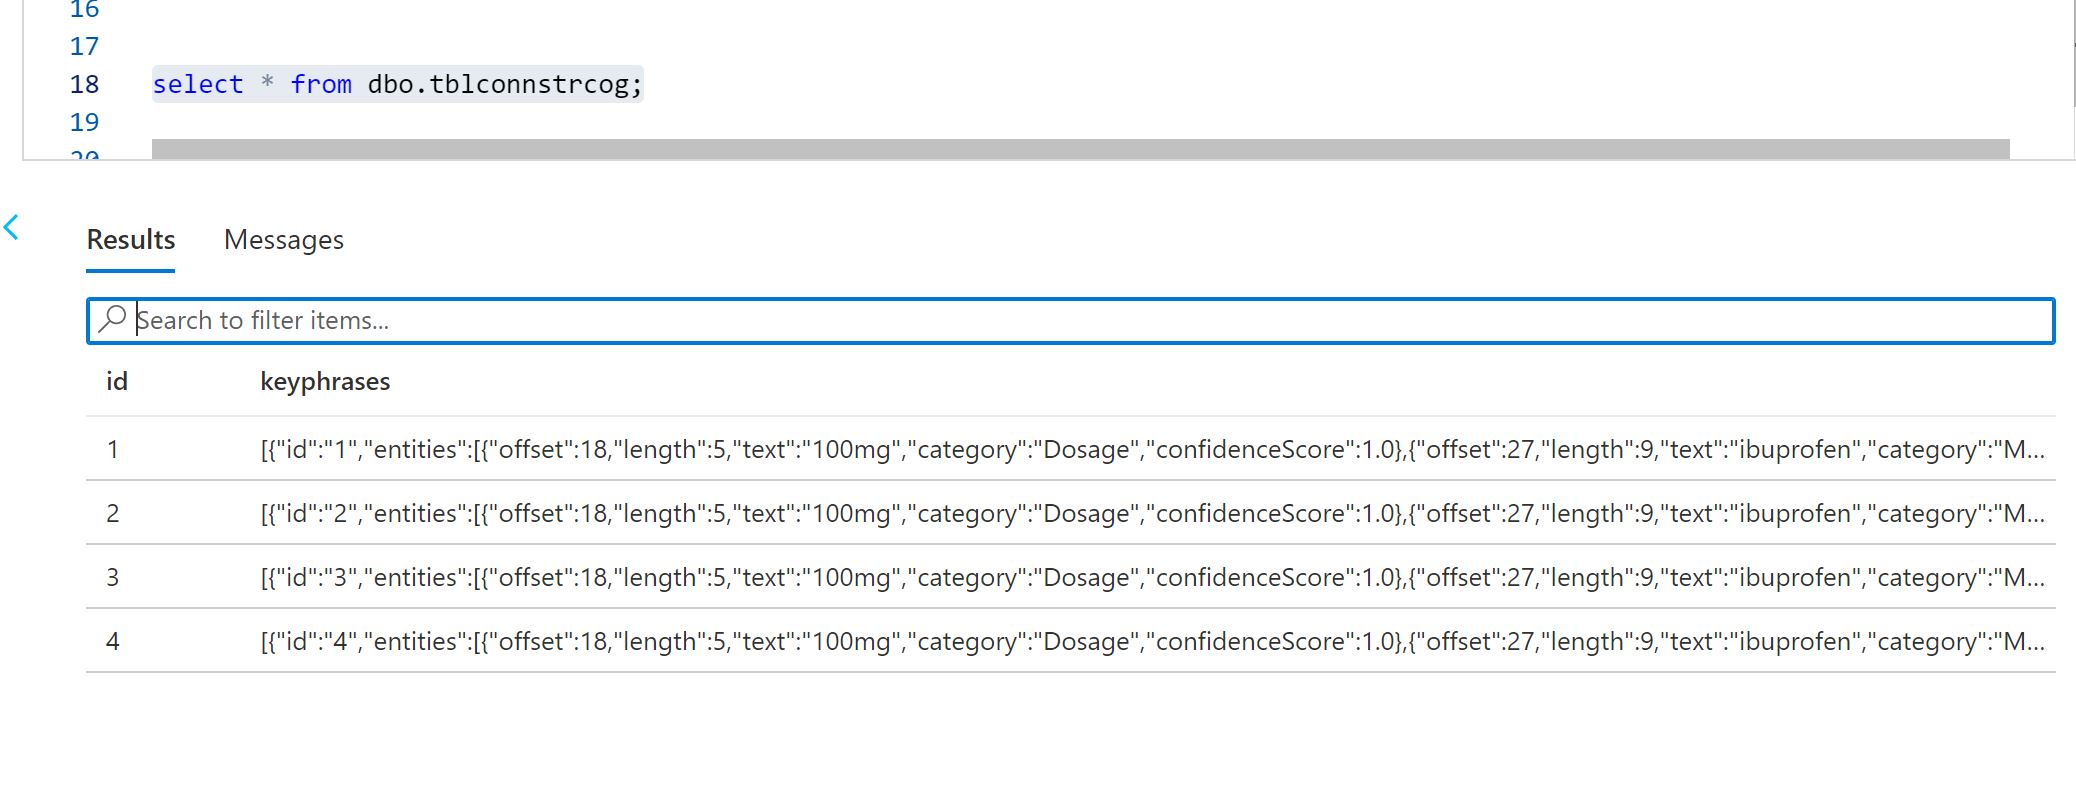 16
17
18 select * from dbo.tblconnstrcog;
19
20
Results Messages
Search to filter items...
id keyphrases
1 [{"id":"1","entities":[{"offset":18,"length":5,"text":"100mg","category":"Dosage","confidenceScore":1.0},{"offset":27,"length":9,"text":"ibuprofen","category":"M...
2 [{"id":"2","entities":[{"offset":18,"length":5,"text":"100mg","category":"Dosage","confidenceScore":1.0},{"offset":27,"length":9,"text":"ibuprofen","category":"M...
3 [{"id":"3","entities":[{"offset":18,"length":5,"text":"100mg","category":"Dosage","confidenceScore":1.0},{"offset":27,"length":9,"text":"ibuprofen","category":"M...
4 [{"id":"4","entities":[{"offset":18,"length":5,"text":"100mg","category":"Dosage","confidenceScore":1.0},{"offset":27,"length":9,"text":"ibuprofen","category":"M...